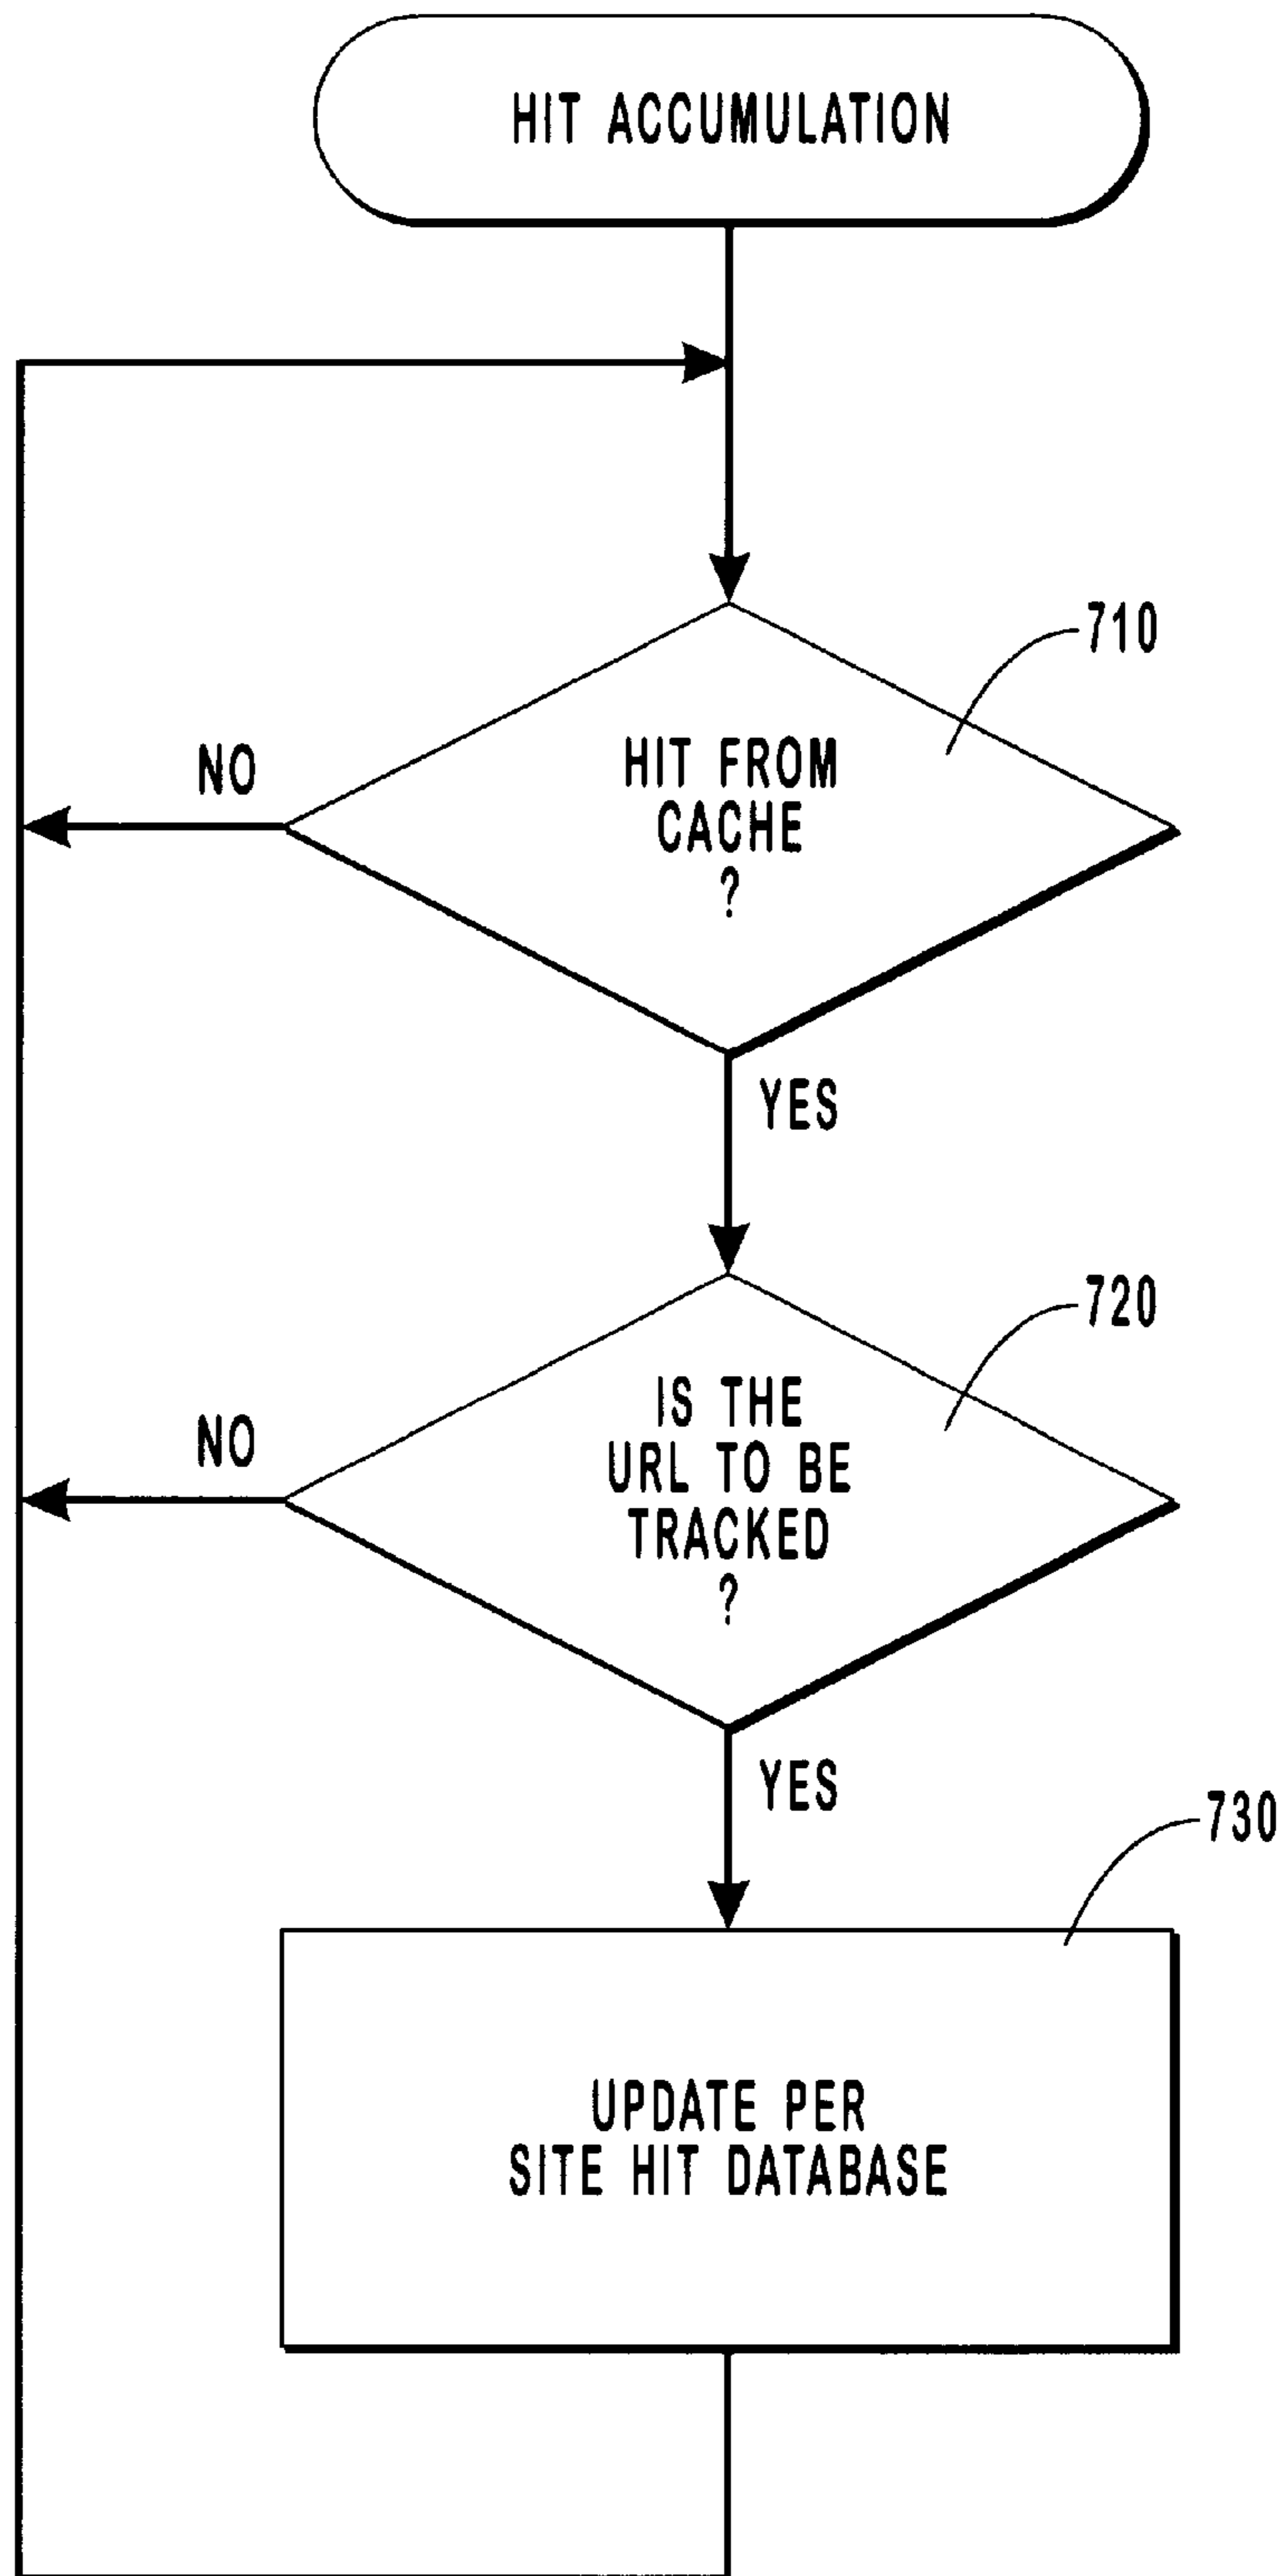 HIT ACCUMULATION
710
HIT FROM
CACHE
?
NO
YES
720
IS THE
URL TO BE
TRACKED
?
NO
YES
730
UPDATE PER
SITE HIT DATABASE